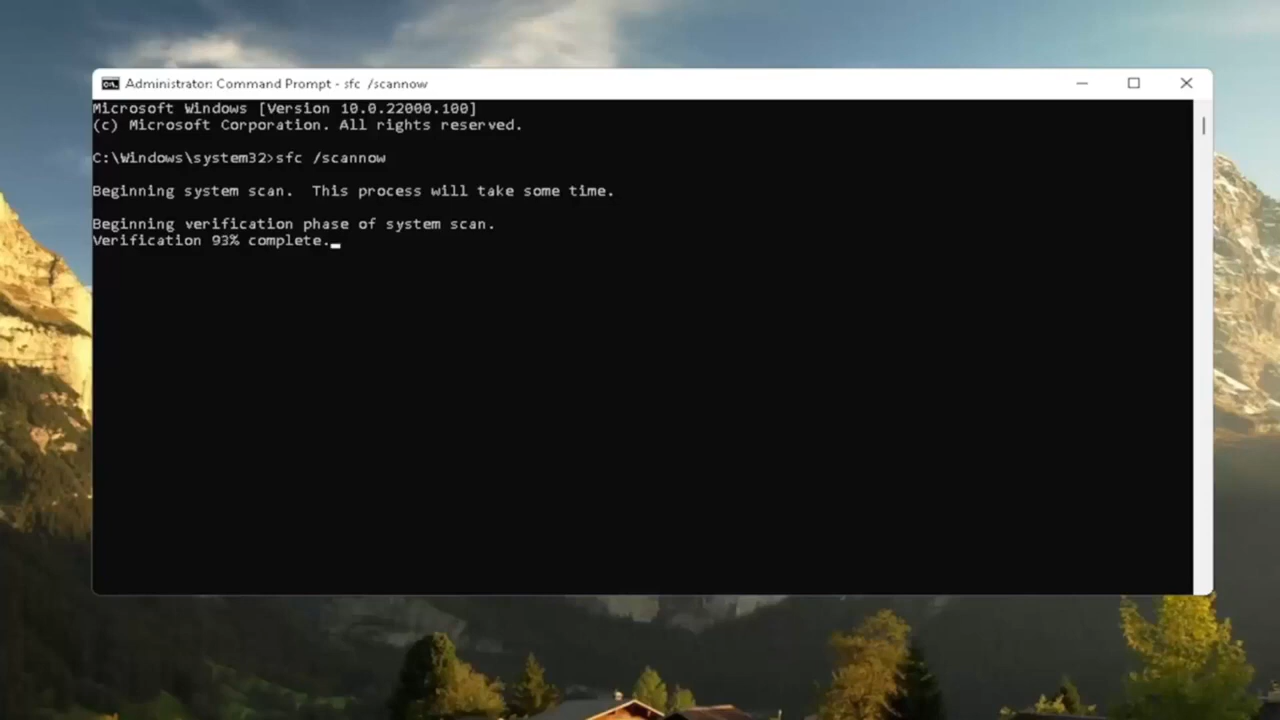 Administrator: Command Prompt - sfc /scannow
Microsoft Windows [Version 10.0.22000.100]
(c) Microsoft Corporation. All rights reserved.
C:\Windows\system32>sfc /scannow
Beginning system scan.  This process will take some time.
Beginning verification phase of system scan.
Verification 93% complete.